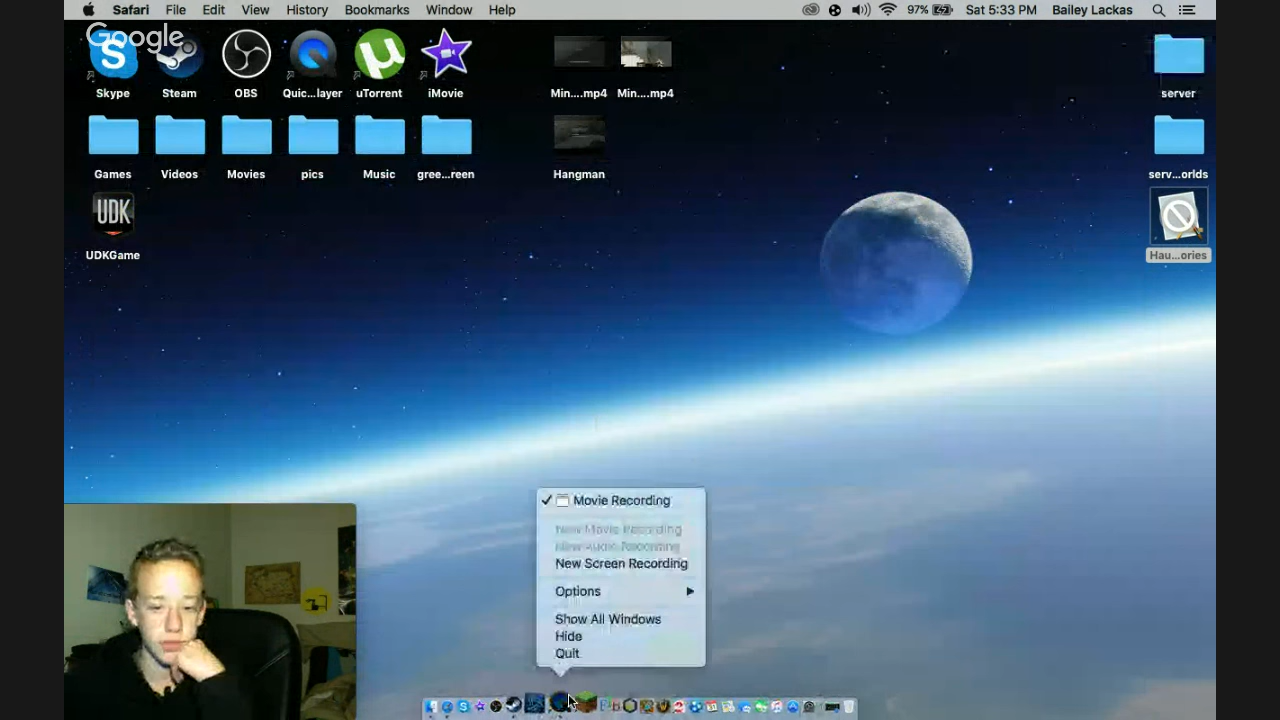 Safari File Edit View History Bookmarks Window Help 97% Sat 5:33 PM Bailey Lackas
Google
Skype Steam OBS Quic...layer uTorrent iMovie Min....mp4 Min....mp4 server
Games Videos Movies pics Music gree...reen Hangman serv...orlds
UDK
UDKGame Hau...ories
Movie Recording
New Movie Recording
New Audio Recording
New Screen Recording
Options
Show All Windows
Hide
Quit